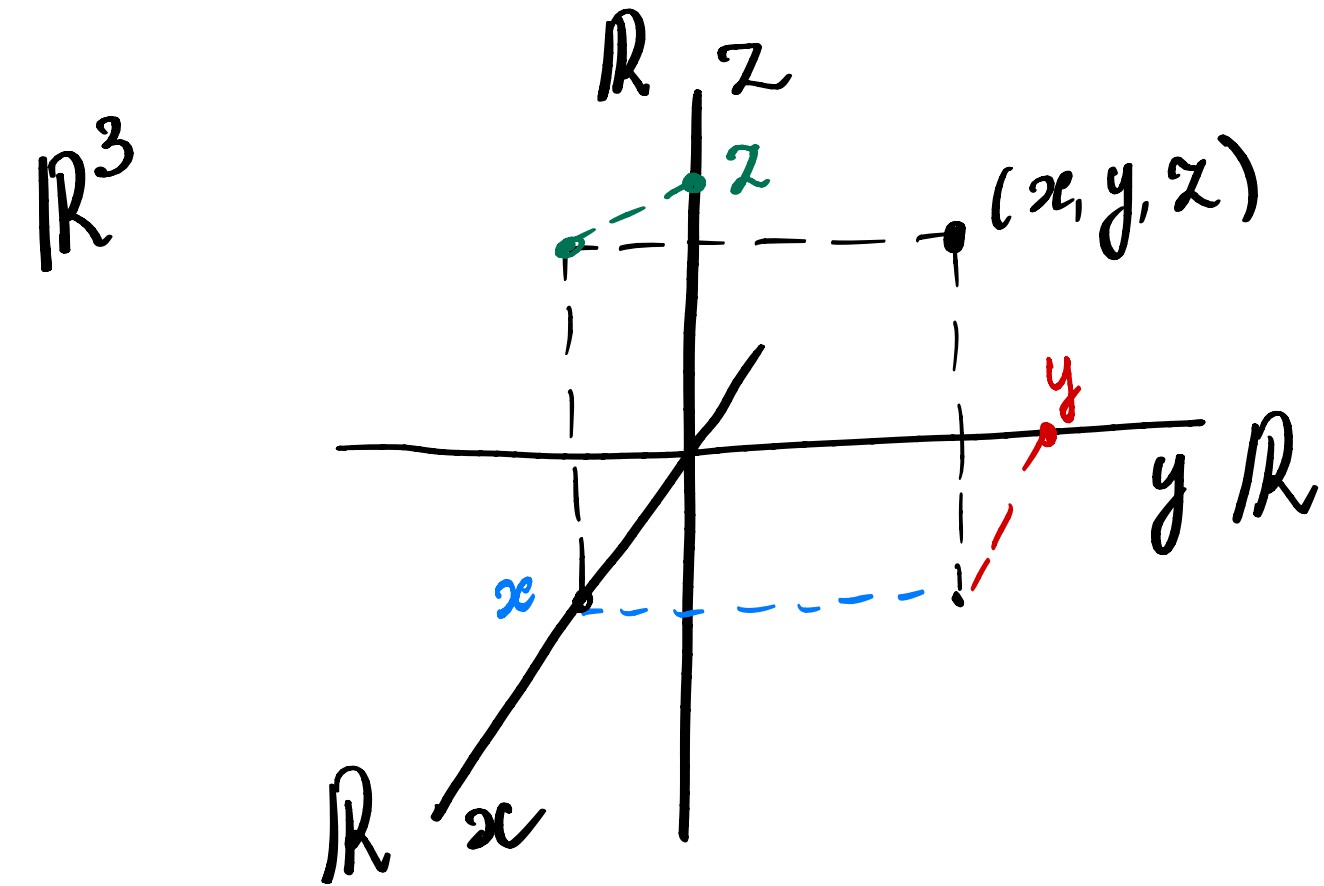 ℝ z
ℝ³
z
(x, y, z)
y
y ℝ
x
ℝ x